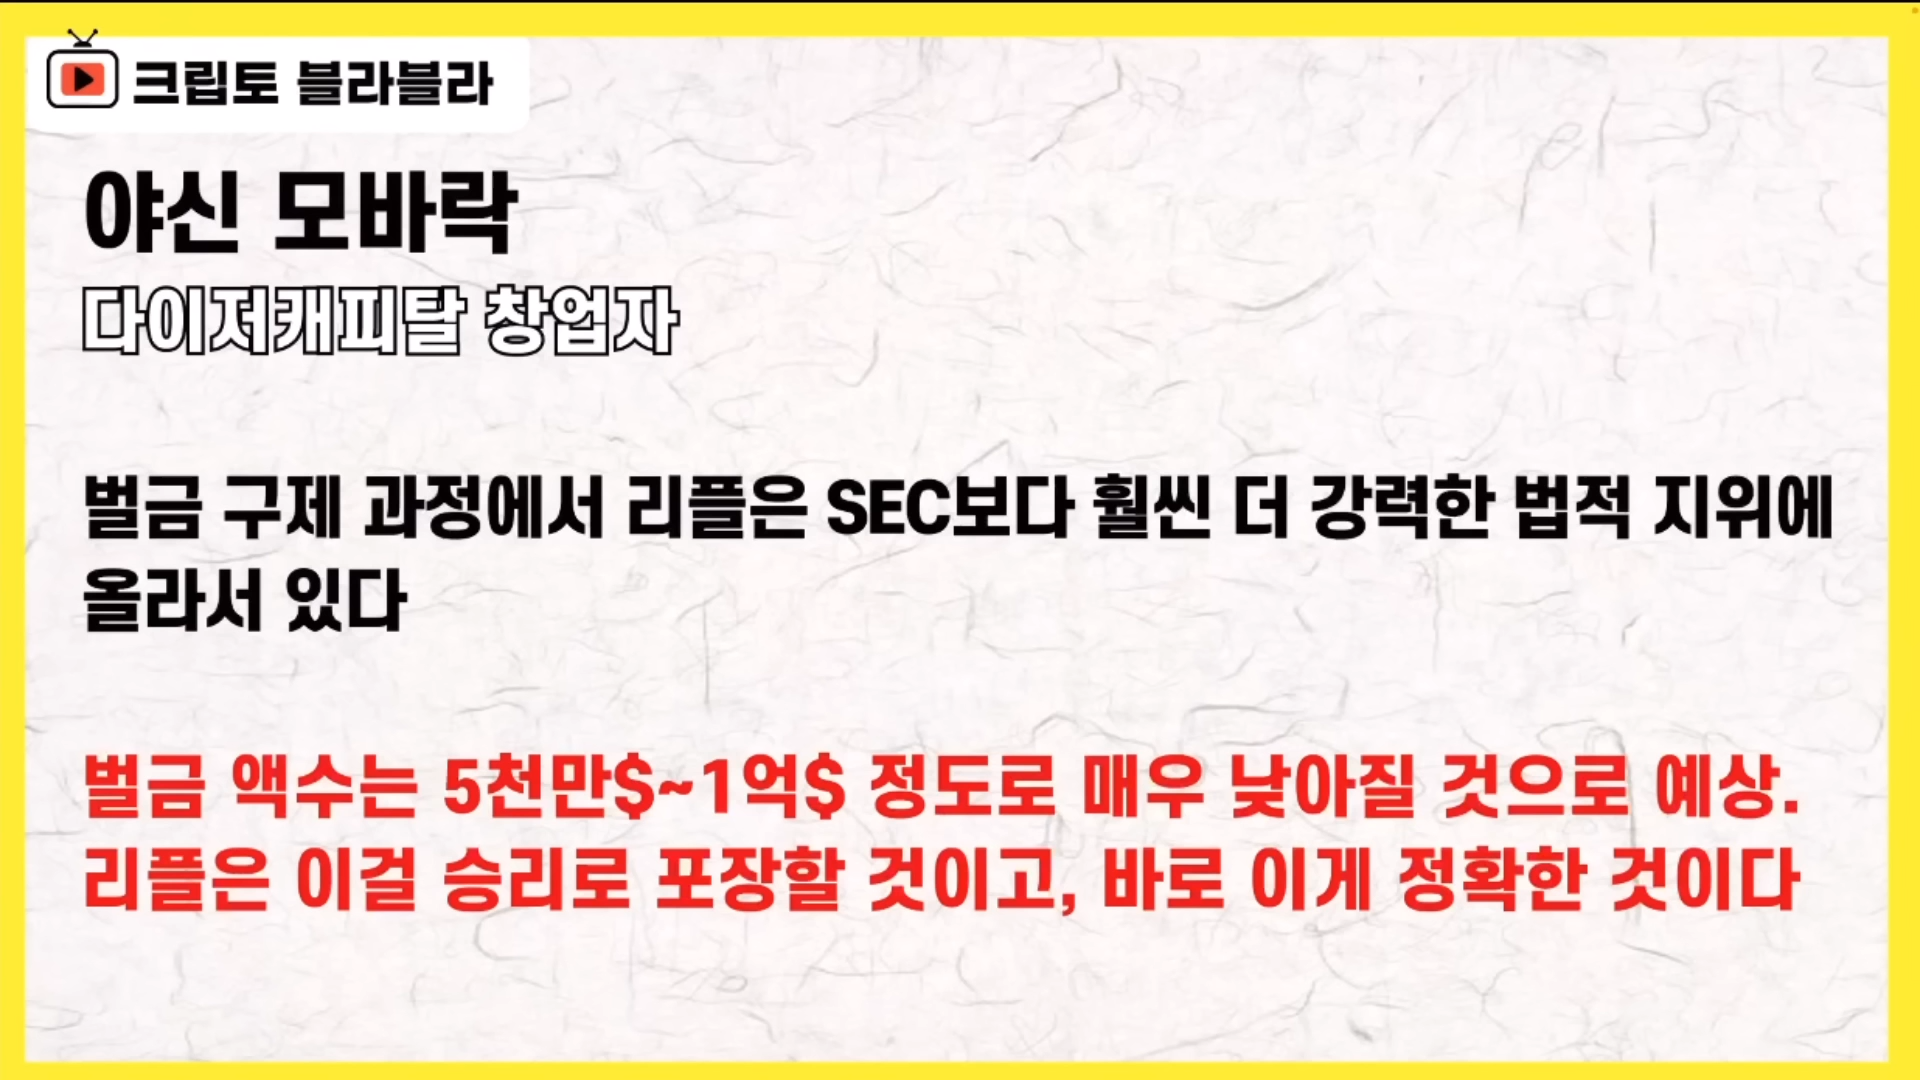 크립토 블라블라
야신 모바락
다이저캐피탈 창업자
벌금 구제 과정에서 리플은 SEC보다 훨씬 더 강력한 법적 지위에
올라서 있다
벌금 액수는 5천만$~1억$ 정도로 매우 낮아질 것으로 예상.
리플은 이걸 승리로 포장할 것이고, 바로 이게 정확한 것이다